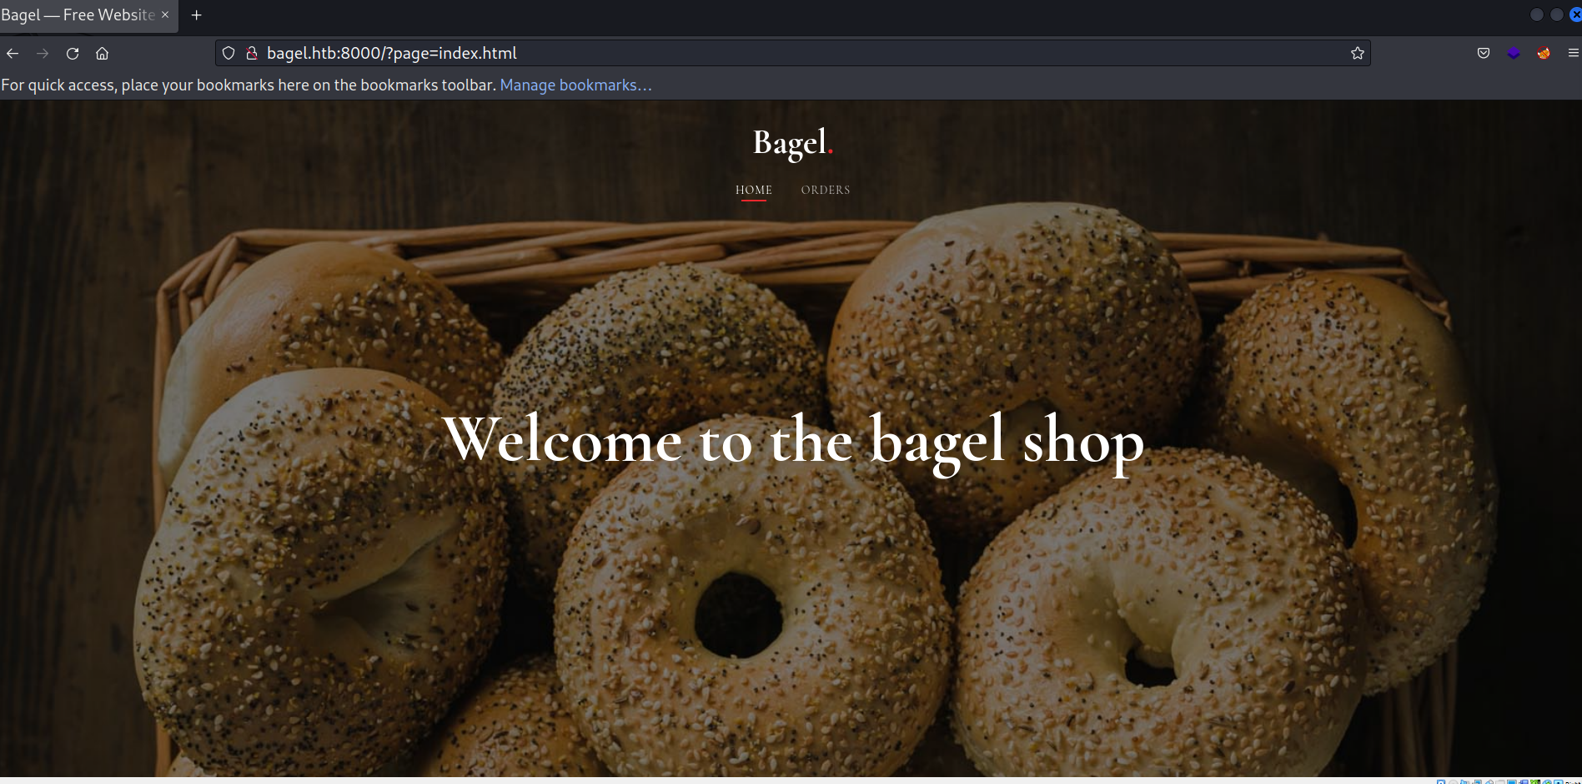 Bagel — Free Website
bagel.htb:8000/?page=index.html
For quick access, place your bookmarks here on the bookmarks toolbar. Manage bookmarks...
Bagel.
HOME ORDERS
Welcome to the bagel shop